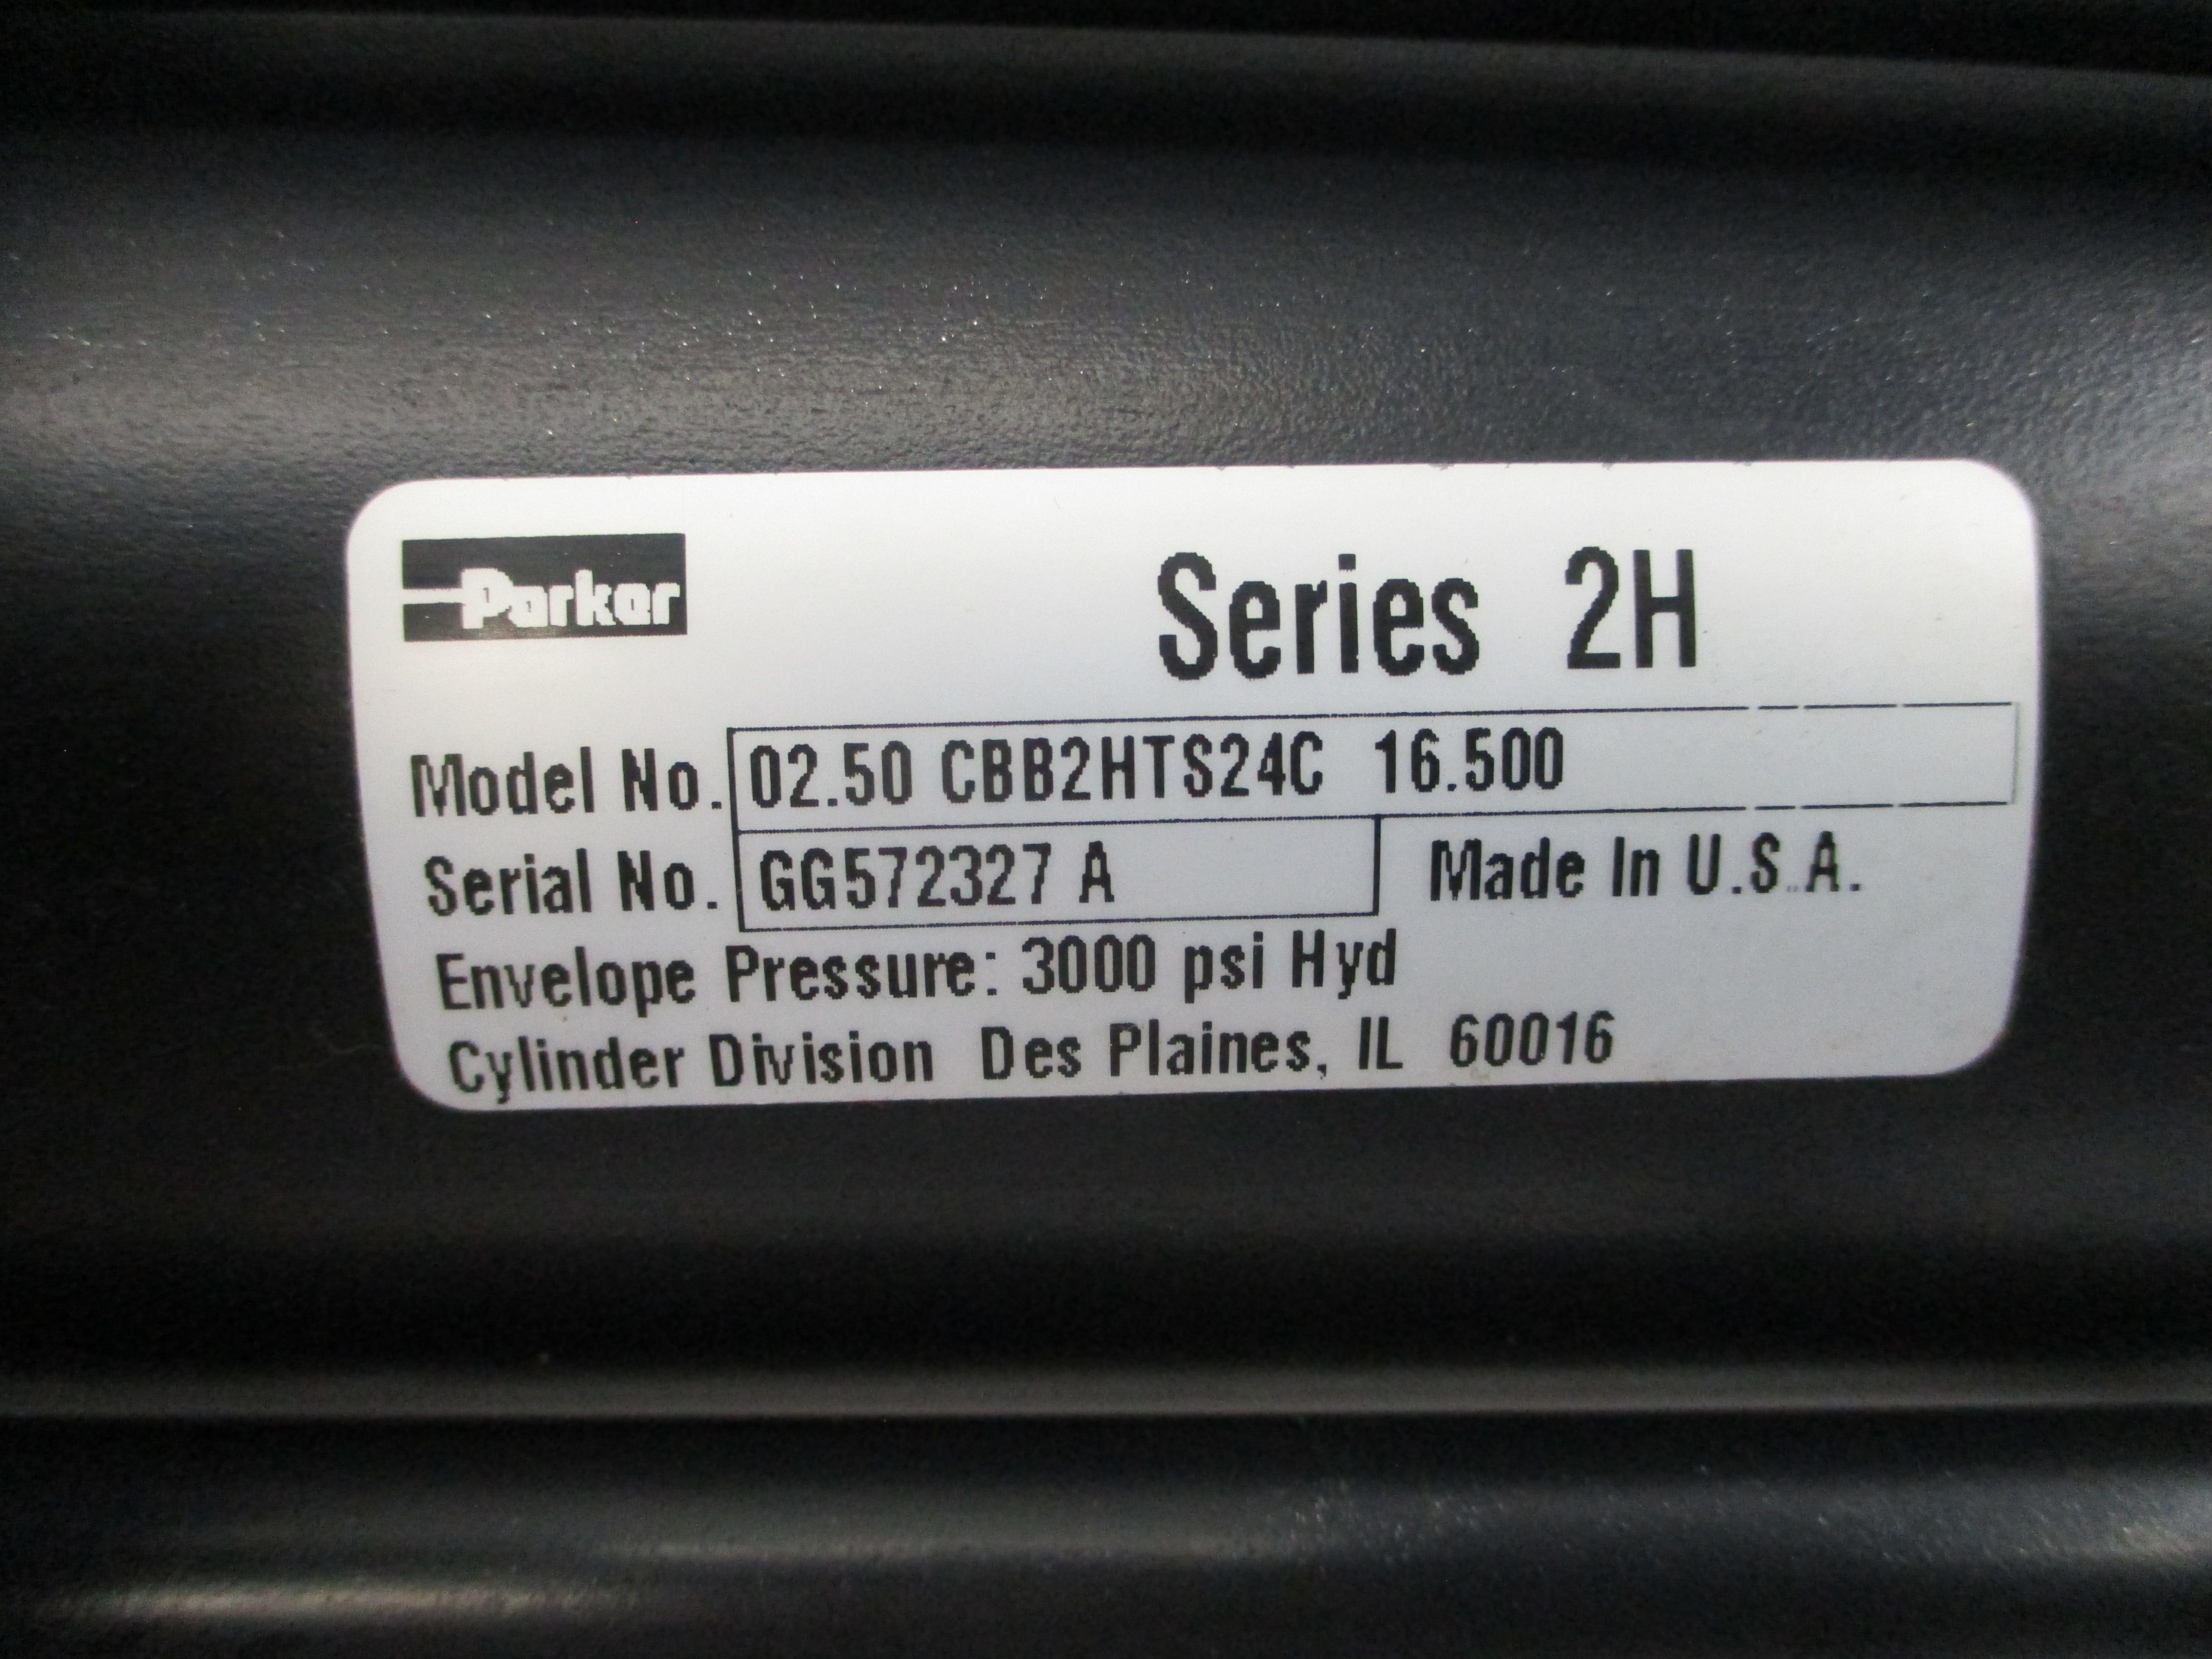 Parker
Series 2H
Model No. 02.50 CBB2HTS24C 16.500
Serial No. GG572327 A Made In U.S.A.
Envelope Pressure: 3000 psi Hyd
Cylinder Division Des Plaines, IL 60016